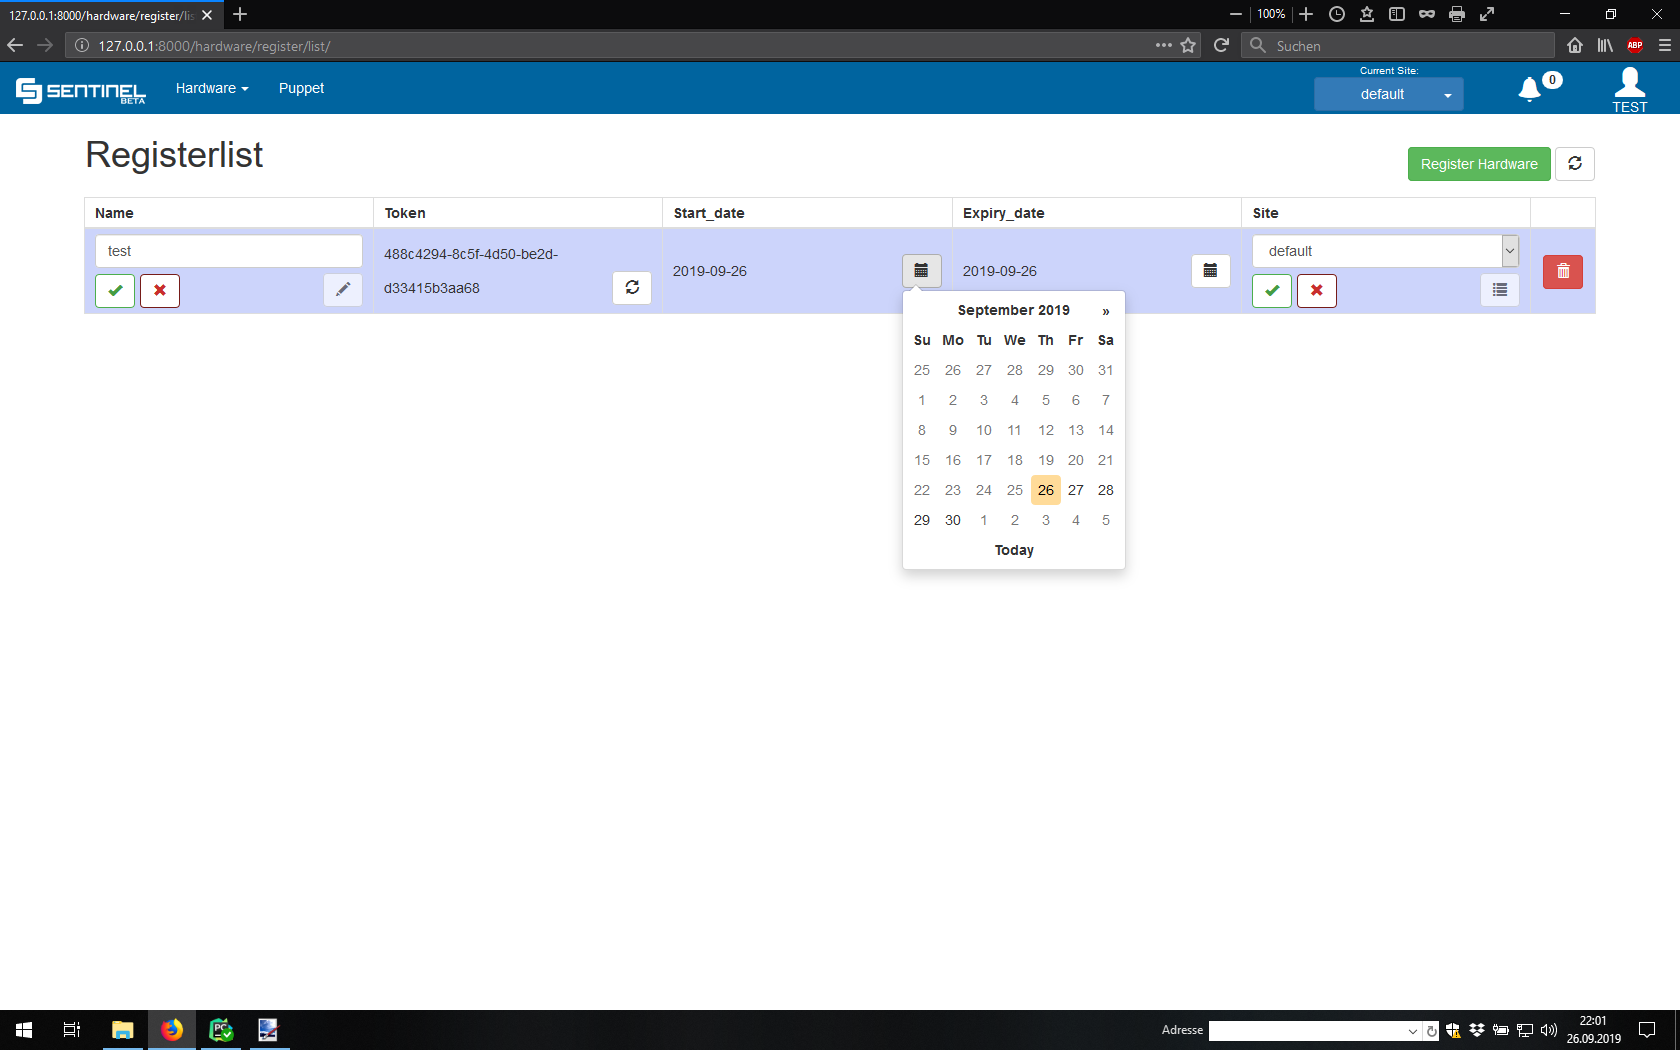 127.0.0.1:8000/hardware/register/lis
100%
127.0.0.1:8000/hardware/register/list/
Suchen
ABP
SENTINEL
BETA
Hardware
Puppet
Current Site:
default
0
TEST
Registerlist
Register Hardware
Name Token Start_date Expiry_date Site
test
488c4294-8c5f-4d50-be2d-
d33415b3aa68
2019-09-26
2019-09-26
default
September 2019 »
Su Mo Tu We Th Fr Sa
25 26 27 28 29 30 31
1 2 3 4 5 6 7
8 9 10 11 12 13 14
15 16 17 18 19 20 21
22 23 24 25 26 27 28
29 30 1 2 3 4 5
Today
PC
Adresse
22:01
26.09.2019